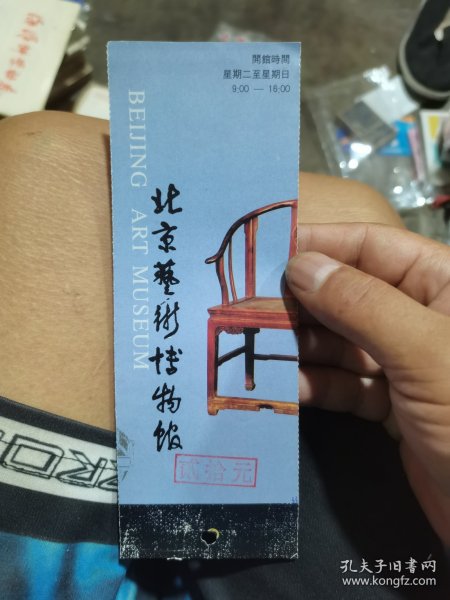 開館時間
星期二至星期日
9:00 — 16:00
BEIJING ART MUSEUM
北京藝術博物館
贰拾元
孔夫子旧书网
www.kongfz.com